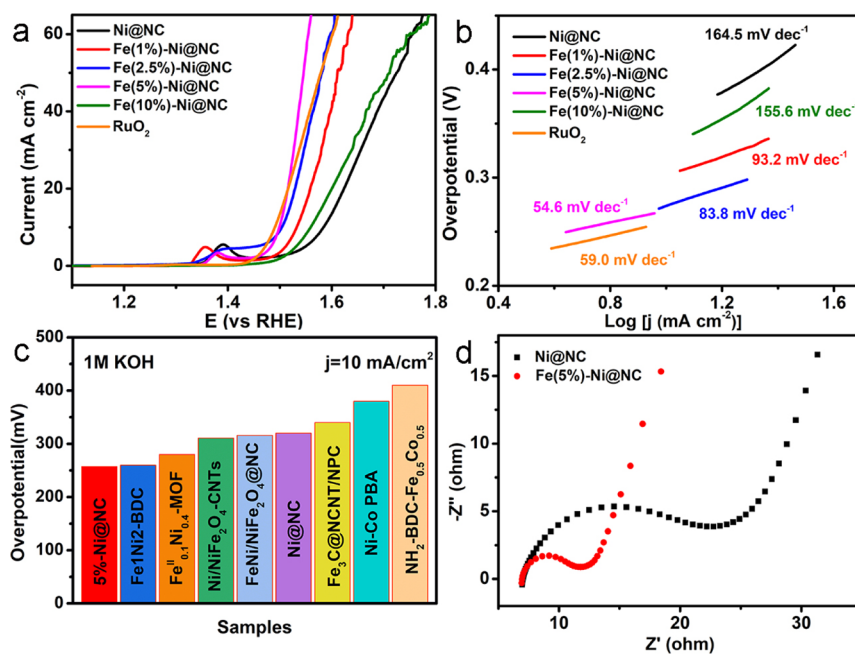 a
Ni@NC
Fe(1%)-Ni@NC
Fe(2.5%)-Ni@NC
Fe(5%)-Ni@NC
Fe(10%)-Ni@NC
RuO₂
60
40
20
0
Currrent (mA cm⁻²)
1.2
1.4
1.6
1.8
E (vs RHE)
b
Ni@NC
Fe(1%)-Ni@NC
Fe(2.5%)-Ni@NC
Fe(5%)-Ni@NC
Fe(10%)-Ni@NC
RuO₂
164.5 mV dec⁻¹
155.6 mV dec⁻¹
93.2 mV dec⁻¹
83.8 mV dec⁻¹
54.6 mV dec⁻¹
59.0 mV dec⁻¹
0.4
0.3
0.2
Overpotential (V)
0.4
0.8
1.2
1.6
Log [j (mA cm⁻²)]
c
1M KOH
j=10 mA/cm²
500
400
300
200
100
0
Overpotential(mV)
5%-Ni@NC
Fe1Ni2-BDC
Feᴵᴵ₀.₁Ni₀.₄-MOF
Ni/NiFe₂O₄-CNTs
FeNi/NiFe₂O₄@NC
Ni@NC
Fe₃C@NCNT/NPC
Ni-Co PBA
NH₂-BDC-Fe₀.₅Co₀.₅
Samples
d
Ni@NC
Fe(5%)-Ni@NC
15
10
5
0
-Z'' (ohm)
10
20
30
Z' (ohm)